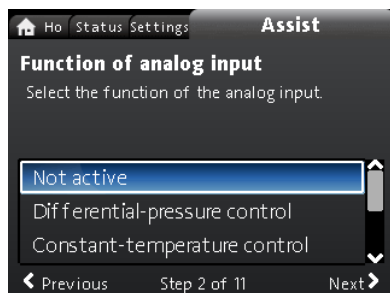 Ho Status Settings Assist
Function of analog input
Select the function of the analog input.
Not active
Differential-pressure control
Constant-temperature control
Previous Step 2 of 11 Next